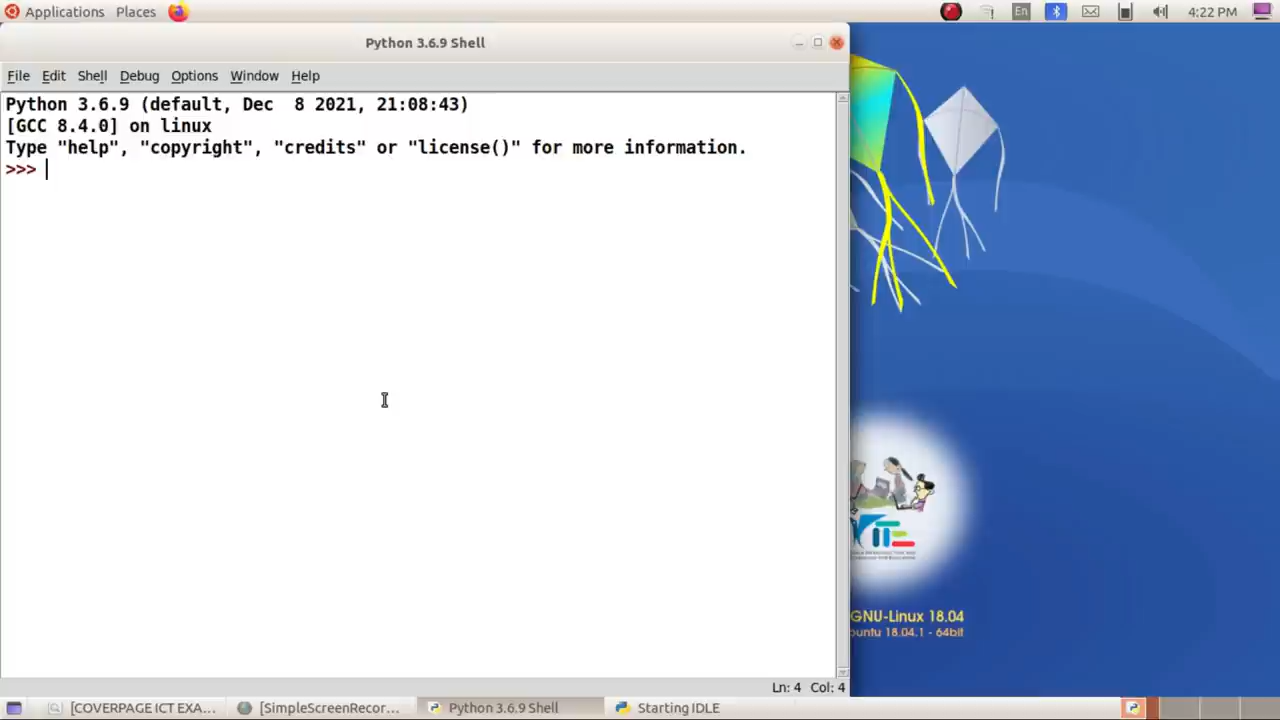 Applications Places En 4:22 PM
Python 3.6.9 Shell
File Edit Shell Debug Options Window Help
Python 3.6.9 (default, Dec  8 2021, 21:08:43)
[GCC 8.4.0] on linux
Type "help", "copyright", "credits" or "license()" for more information.
>>>
GNU-Linux 18.04
buntu 18.04.1 - 64bit
Ln: 4 Col: 4
[COVERPAGE ICT EXA... [SimpleScreenRecor... Python 3.6.9 Shell Starting IDLE